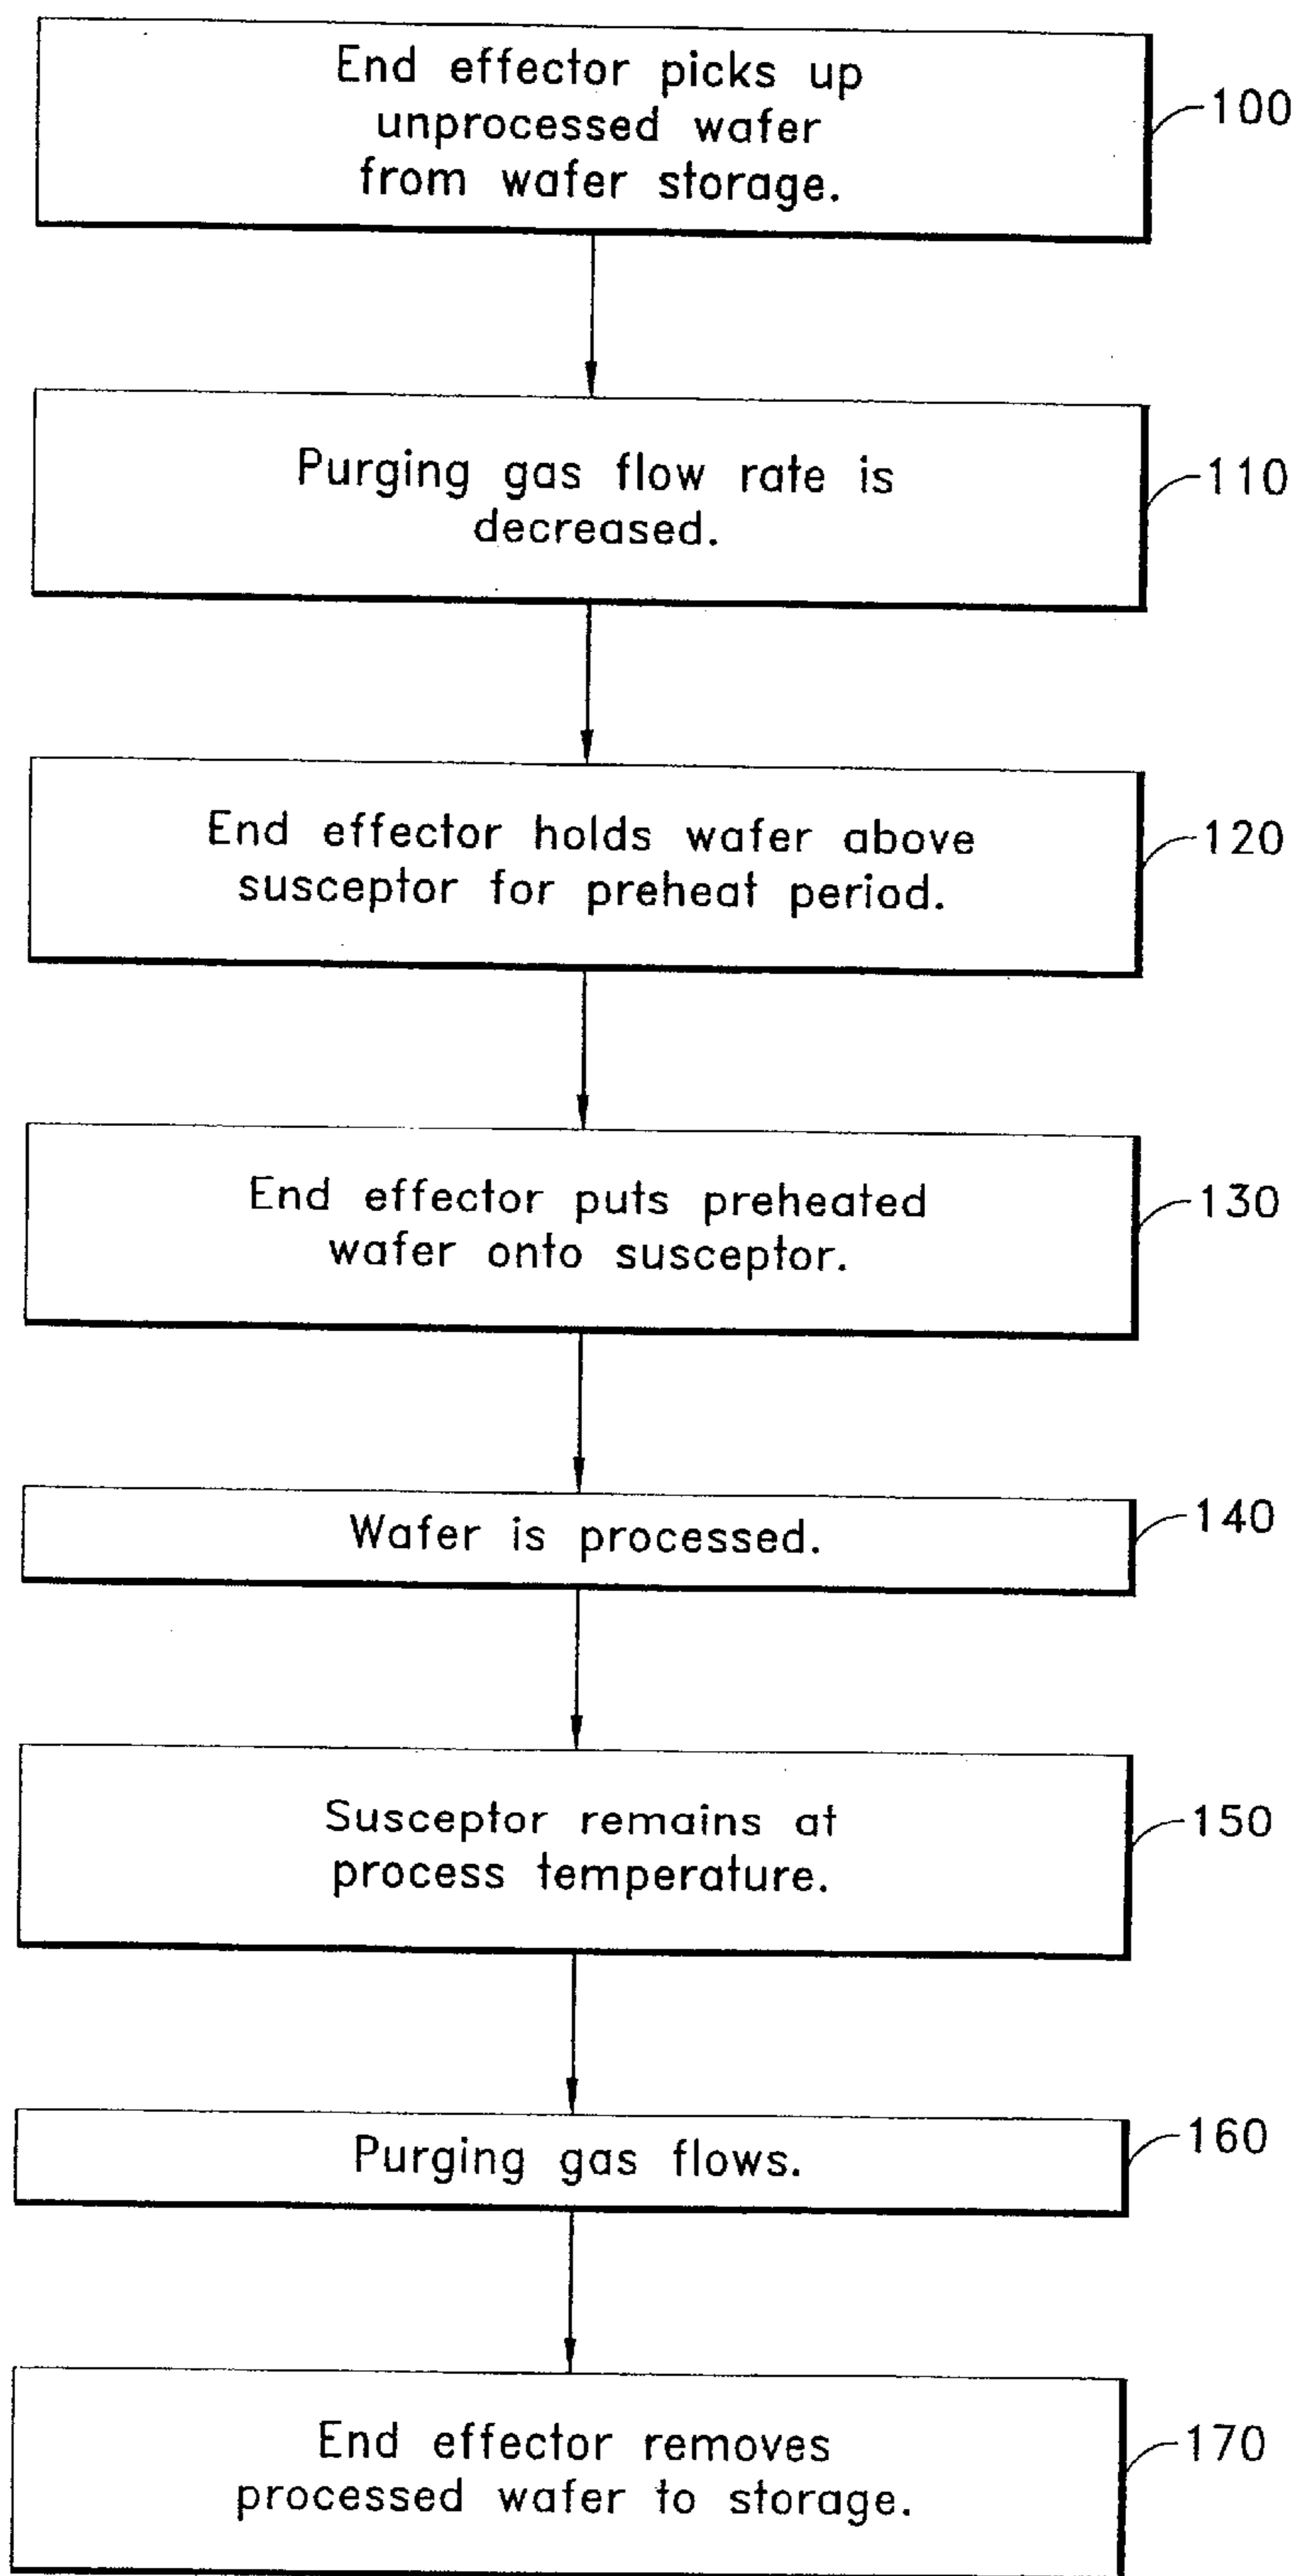 End effector picks up
unprocessed wafer
from wafer storage.
100
Purging gas flow rate is
decreased.
110
End effector holds wafer above
susceptor for preheat period.
120
End effector puts preheated
wafer onto susceptor.
130
Wafer is processed.
140
Susceptor remains at
process temperature.
150
Purging gas flows.
160
End effector removes
processed wafer to storage.
170